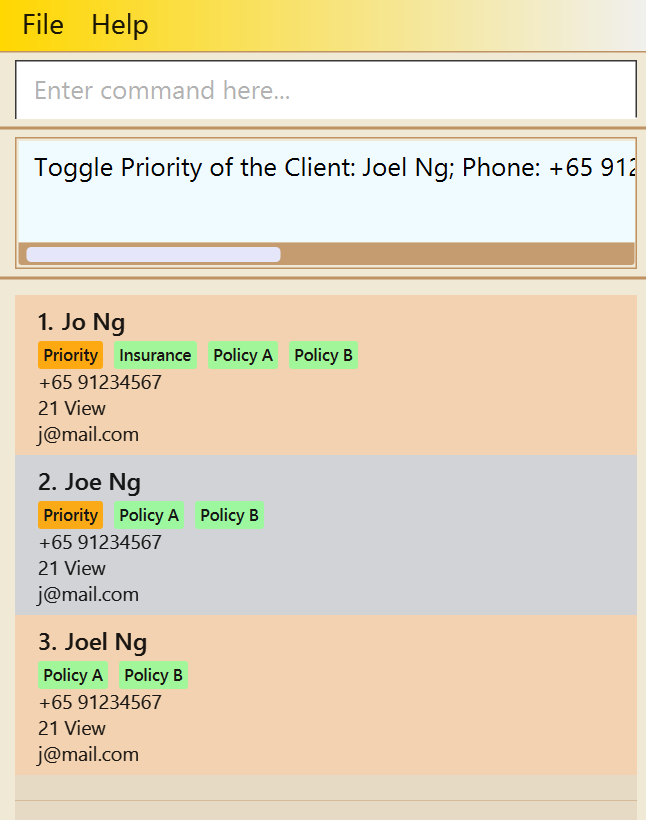 File Help
Enter command here...
Toggle Priority of the Client: Joel Ng; Phone: +65 912
1. Jo Ng
Priority Insurance Policy A Policy B
+65 91234567
21 View
j@mail.com
2. Joe Ng
Priority Policy A Policy B
+65 91234567
21 View
j@mail.com
3. Joel Ng
Policy A Policy B
+65 91234567
21 View
j@mail.com